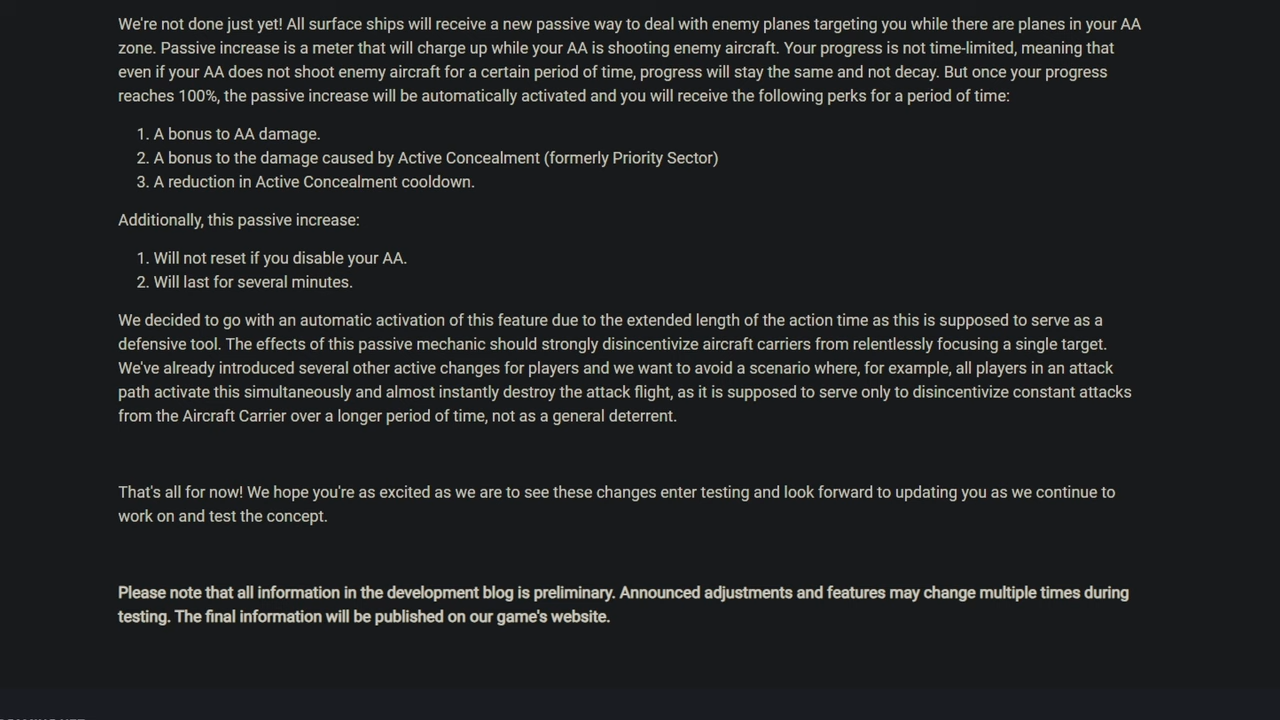 We're not done just yet! All surface ships will receive a new passive way to deal with enemy planes targeting you while there are planes in your AA
zone. Passive increase is a meter that will charge up while your AA is shooting enemy aircraft. Your progress is not time-limited, meaning that
even if your AA does not shoot enemy aircraft for a certain period of time, progress will stay the same and not decay. But once your progress
reaches 100%, the passive increase will be automatically activated and you will receive the following perks for a period of time:
1. A bonus to AA damage.
2. A bonus to the damage caused by Active Concealment (formerly Priority Sector)
3. A reduction in Active Concealment cooldown.
Additionally, this passive increase:
1. Will not reset if you disable your AA.
2. Will last for several minutes.
We decided to go with an automatic activation of this feature due to the extended length of the action time as this is supposed to serve as a
defensive tool. The effects of this passive mechanic should strongly disincentivize aircraft carriers from relentlessly focusing a single target.
We've already introduced several other active changes for players and we want to avoid a scenario where, for example, all players in an attack
path activate this simultaneously and almost instantly destroy the attack flight, as it is supposed to serve only to disincentivize constant attacks
from the Aircraft Carrier over a longer period of time, not as a general deterrent.
That's all for now! We hope you're as excited as we are to see these changes enter testing and look forward to updating you as we continue to
work on and test the concept.
Please note that all information in the development blog is preliminary. Announced adjustments and features may change multiple times during
testing. The final information will be published on our game's website.